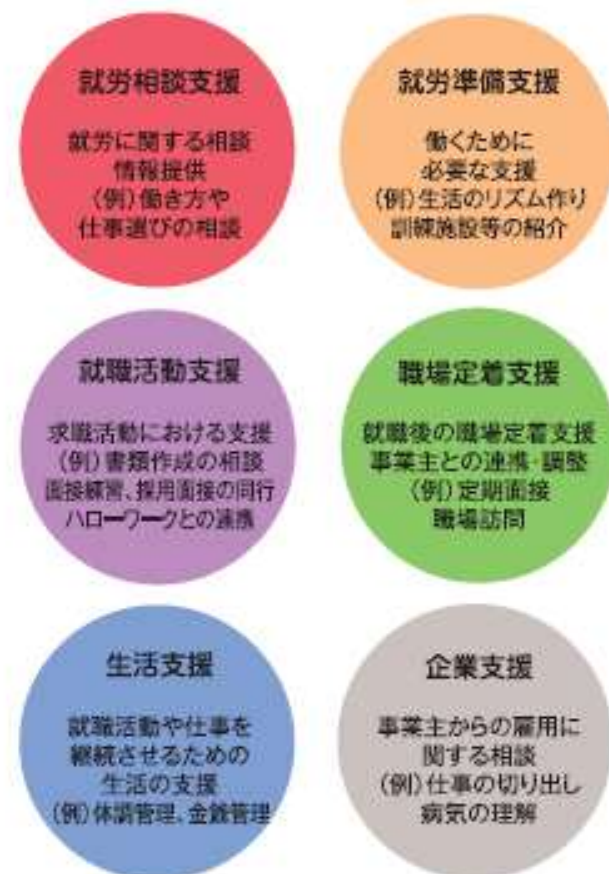 就労相談支援
就労に関する相談
情報提供
(例)働き方や
仕事選びの相談
就労準備支援
働くために
必要な支援
(例)生活のリズム作り
訓練施設等の紹介
就職活動支援
求職活動における支援
(例)書類作成の相談
面接練習、採用面接の同行
ハローワークとの連携
職場定着支援
就職後の職場定着支援
事業主との連携・調整
(例)定期面接
職場訪問
生活支援
就職活動や仕事を
継続させるための
生活の支援
(例)体調管理、金銭管理
企業支援
事業主からの雇用に
関する相談
(例)仕事の切り出し
病気の理解